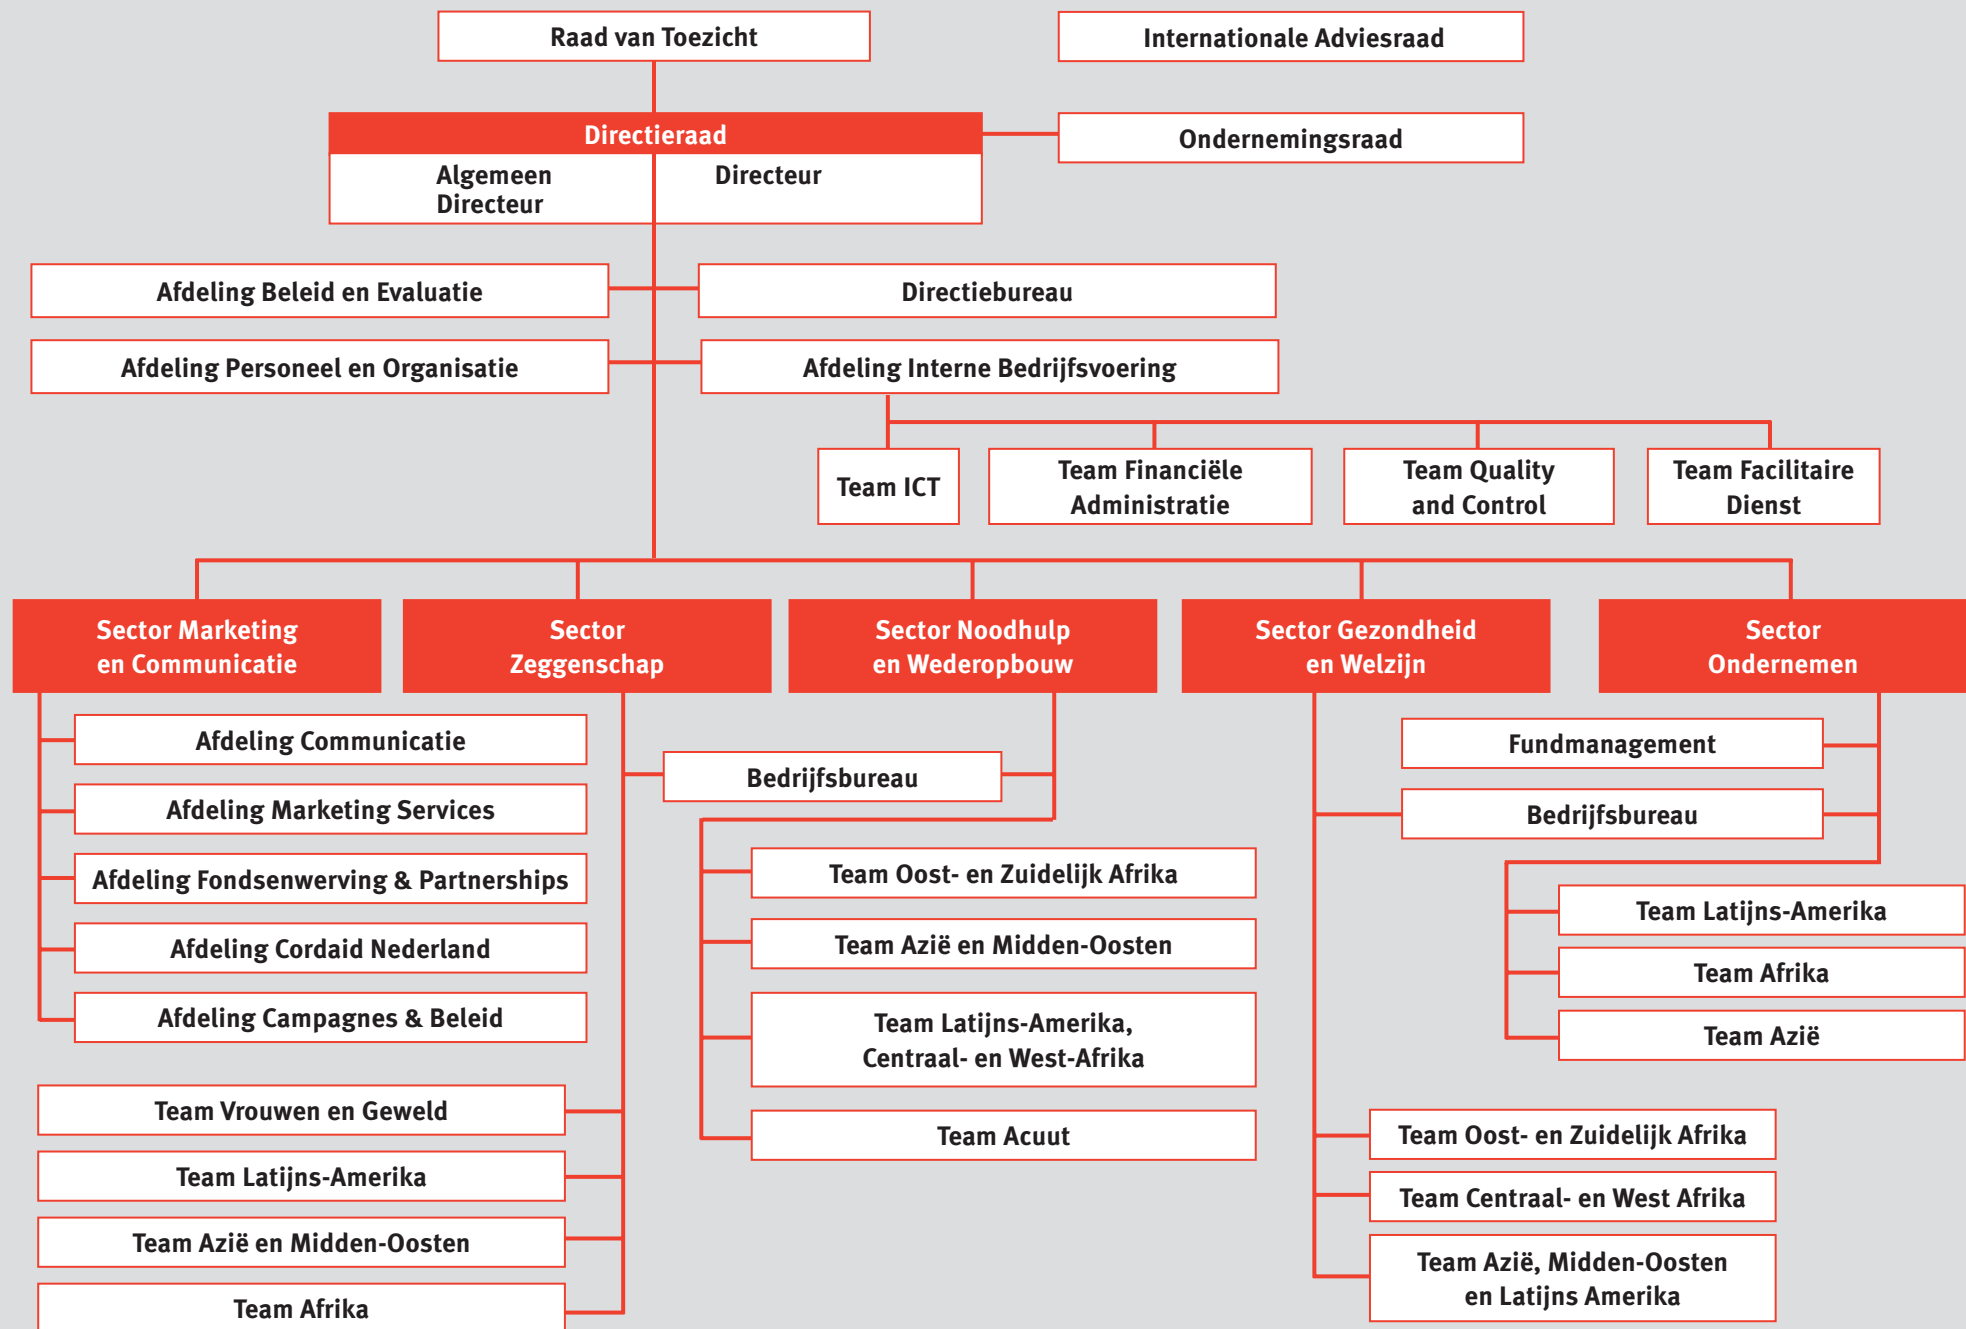 Raad van Toezicht
Internationale Adviesraad
Directieraad
Ondernemingsraad
Algemeen
Directeur
Directeur
Afdeling Beleid en Evaluatie
Directiebureau
Afdeling Personeel en Organisatie
Afdeling Interne Bedrijfsvoering
Team ICT
Team Financiële
Administratie
Team Quality
and Control
Team Facilitaire
Dienst
Sector Marketing
en Communicatie
Sector
Zeggenschap
Sector Noodhulp
en Wederopbouw
Sector Gezondheid
en Welzijn
Sector
Ondernemen
Afdeling Communicatie
Afdeling Marketing Services
Afdeling Fondsenwerving & Partnerships
Afdeling Cordaid Nederland
Afdeling Campagnes & Beleid
Team Vrouwen en Geweld
Team Latijns-Amerika
Team Azië en Midden-Oosten
Team Afrika
Bedrijfsbureau
Team Oost- en Zuidelijk Afrika
Team Azië en Midden-Oosten
Team Latijns-Amerika,
Centraal- en West-Afrika
Team Acuut
Fundmanagement
Bedrijfsbureau
Team Latijns-Amerika
Team Afrika
Team Azië
Team Oost- en Zuidelijk Afrika
Team Centraal- en West Afrika
Team Azië, Midden-Oosten
en Latijns Amerika